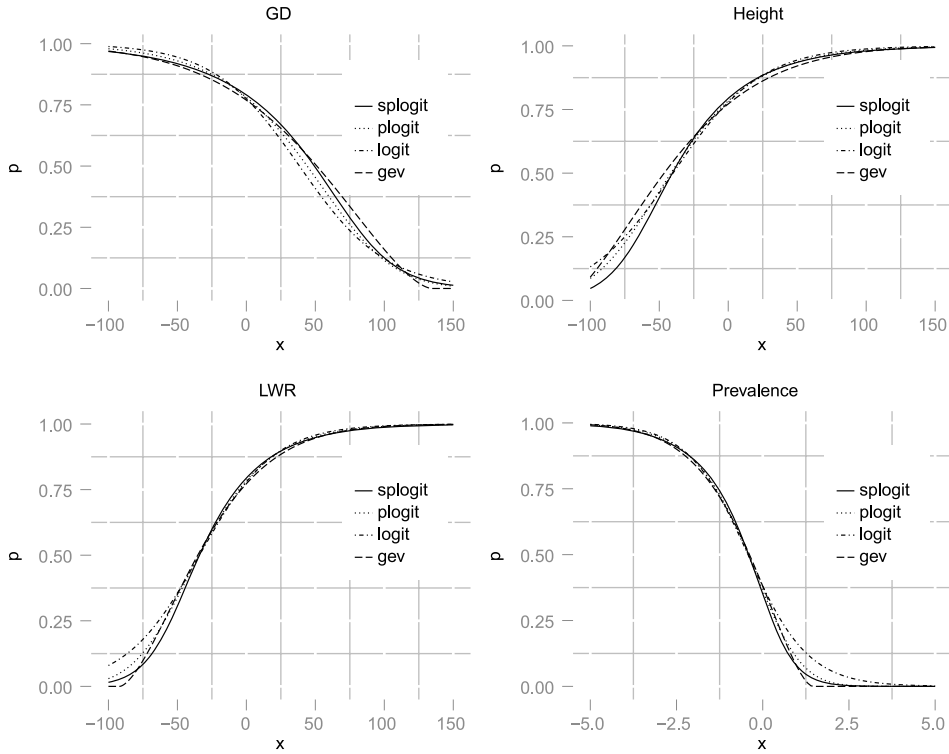 GD
1.00
0.75
0.50
0.25
0.00
p
−100
−50
0
50
100
150
x
splogit
plogit
logit
gev
Height
1.00
0.75
0.50
0.25
0.00
p
−100
−50
0
50
100
150
x
splogit
plogit
logit
gev
LWR
1.00
0.75
0.50
0.25
0.00
p
−100
−50
0
50
100
150
x
splogit
plogit
logit
gev
Prevalence
1.00
0.75
0.50
0.25
0.00
p
−5.0
−2.5
0.0
2.5
5.0
x
splogit
plogit
logit
gev